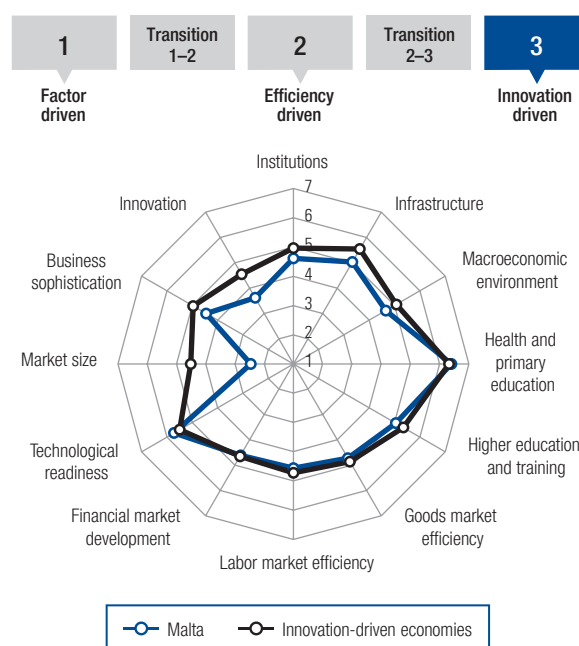 1
Transition
1–2
2
Transition
2–3
3
Factor
driven
Efficiency
driven
Innovation
driven
Institutions
7
6
5
4
3
2
1
Infrastructure
Macroeconomic
environment
Health and
primary
education
Higher education
and training
Goods market
efficiency
Labor market efficiency
Financial market
development
Technological
readiness
Market size
Business
sophistication
Innovation
Malta
Innovation-driven economies